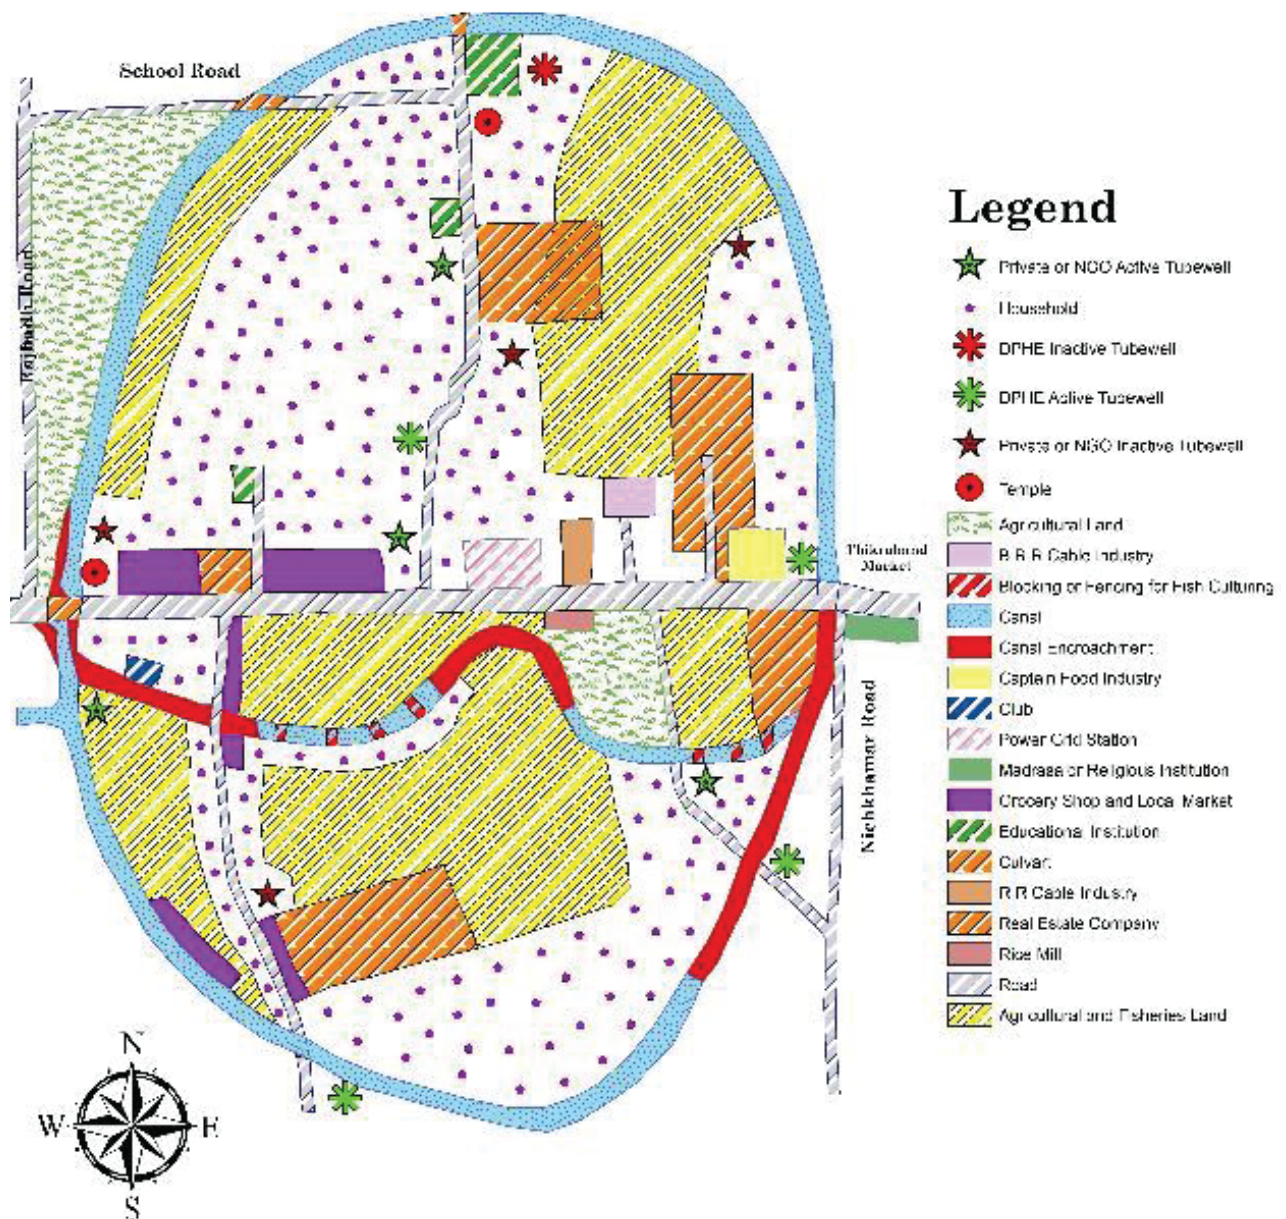 School Road
Rajbadh Road
Thikraband
Market
Nichkhamar Road
Legend
Private or NGO Active Tubewell
Household
DPHE Inactive Tubewell
DPHE Active Tubewell
Private or NGO Inactive Tubewell
Temple
Agricultural Land
B R B Cable Industry
Blocking or Fencing for Fish Culturing
Canal
Canal Encroachment
Captain Food Industry
Club
Power Grid Station
Madrasa or Religious Institution
Grocery Shop and Local Market
Educational Institution
Culvart
R R Cable Industry
Real Estate Company
Rice Mill
Road
Agricultural and Fisheries Land
N
W E
S